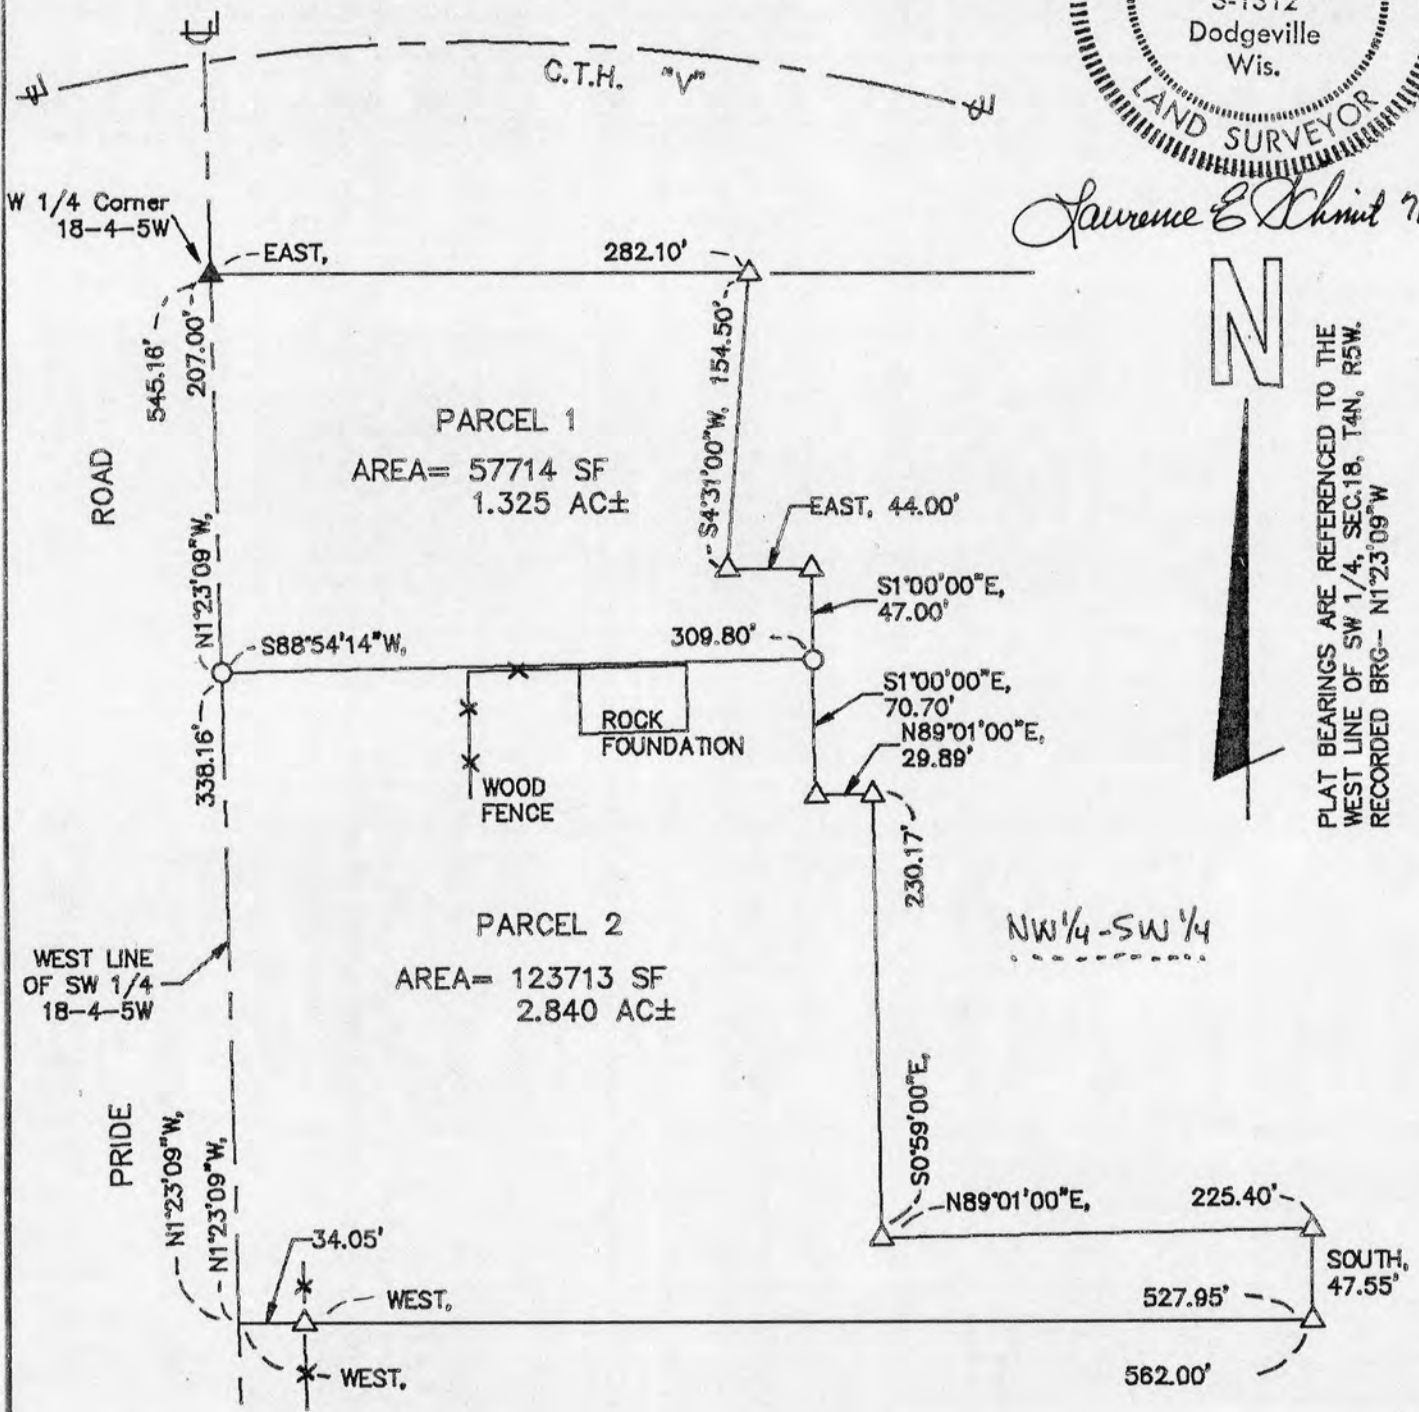 S-1312
Dodgeville
Wis.
LAND SURVEYOR
C.T.H. "V"
Laurence E Schmit
W 1/4 Corner
18-4-5W
EAST,
282.10'
545.16'
207.00'
154.50'
S4°31'00"W,
N
PLAT BEARINGS ARE REFERENCED TO THE
WEST LINE OF SW 1/4, SEC.18, T4N, R5W.
RECORDED BRG-- N1°23'09"W
PARCEL 1
AREA= 57714 SF
1.325 AC±
ROAD
EAST, 44.00'
N1°23'09"W,
S1°00'00"E,
47.00'
S88°54'14"W,
309.80'
S1°00'00"E,
70.70'
N89°01'00"E,
29.89'
ROCK
FOUNDATION
WOOD
FENCE
338.16'
230.17'
PARCEL 2
AREA= 123713 SF
2.840 AC±
NW 1/4 - SW 1/4
WEST LINE
OF SW 1/4
18-4-5W
PRIDE
N1°23'09"W,
N1°23'09"W,
S0°59'00"E,
N89°01'00"E,
225.40'
34.05'
WEST,
SOUTH,
47.55'
527.95'
WEST,
562.00'